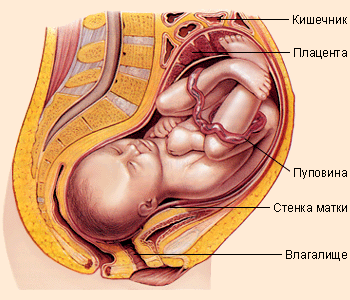 Кишечник
Плацента
Пуповина
Стенка матки
Влагалище